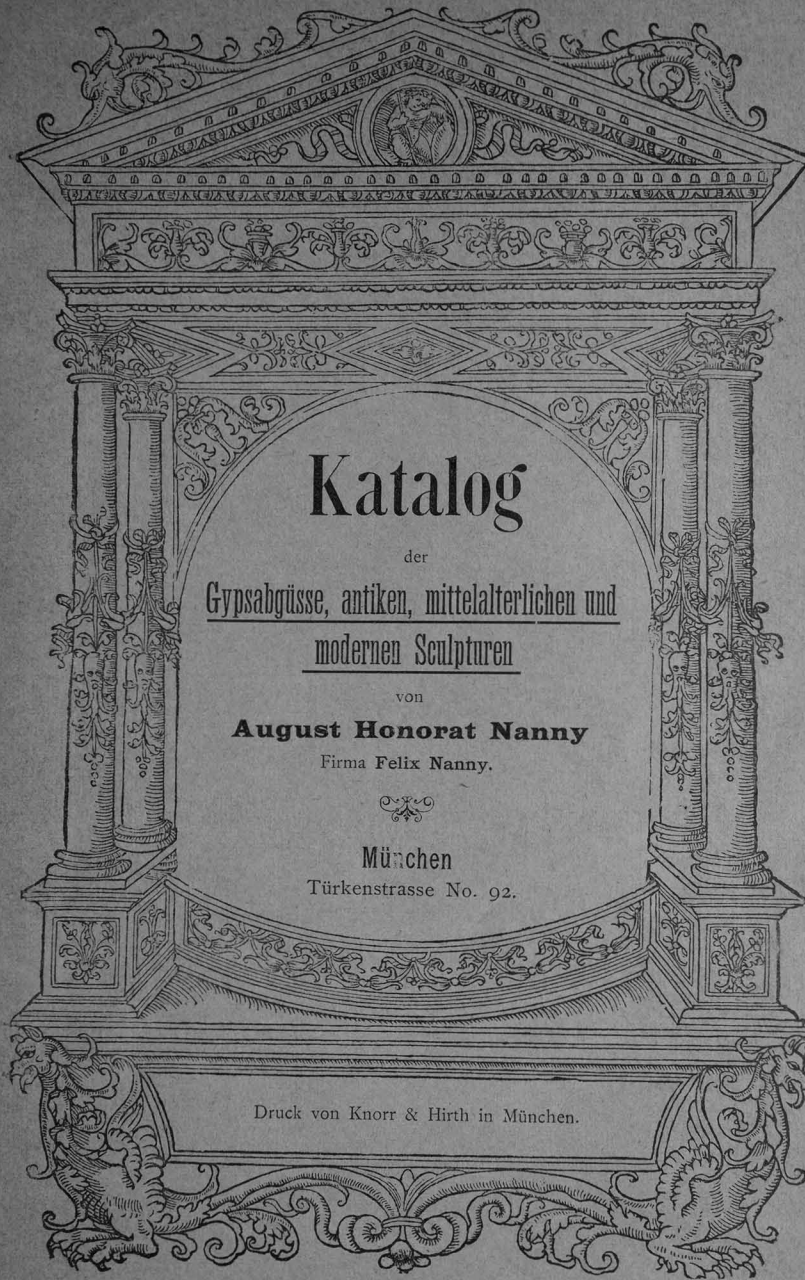 Katalog
der
Gypsabgüsse, antiken, mittelalterlichen und
modernen Sculpturen
von
August Honorat Nanny
Firma Felix Nanny.
München
Türkenstrasse No. 92.
Druck von Knorr & Hirth in München.